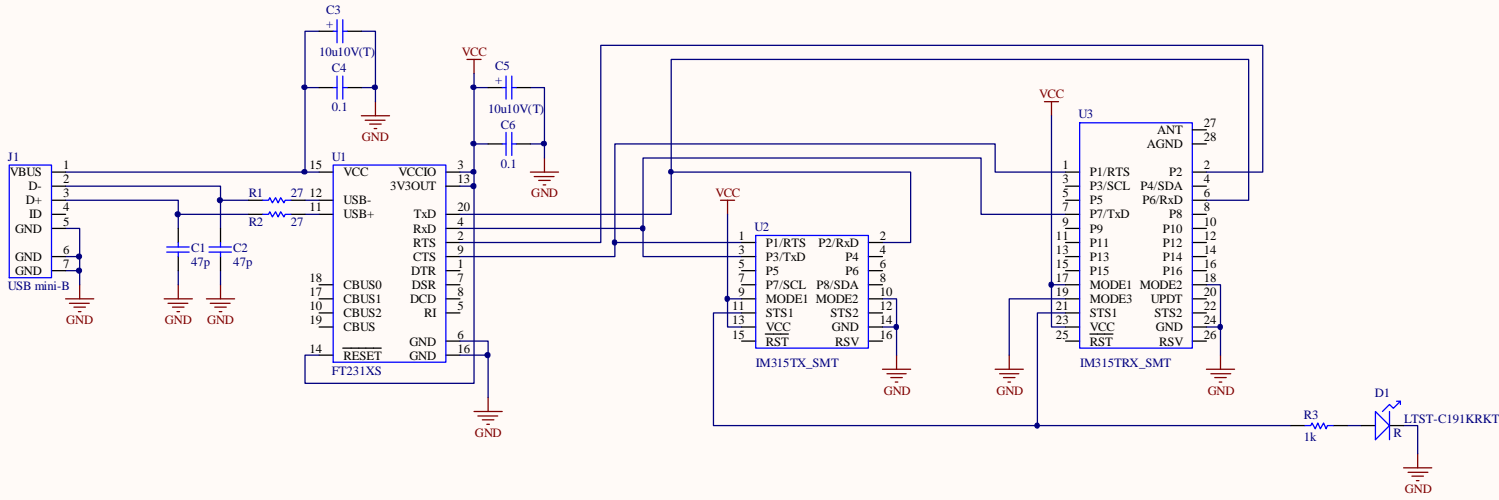 C3
+
10u10V(T)
C4
0.1
GND
VCC
C5
+
10u10V(T)
C6
0.1
GND
J1
VBUS 1
D- 2
D+ 3
ID 4
GND 5
GND 6
GND 7
USB mini-B
GND
R1 27
R2 27
C1
47p
C2
47p
GND
GND
U1
15 VCC VCCIO 3
3V3OUT 13
12 USB-
11 USB+ TxD 20
RxD 4
RTS 2
CTS 9
DTR 1
18 CBUS0 DSR 7
17 CBUS1 DCD 8
10 CBUS2 RI 5
19 CBUS
GND 6
14 RESET GND 16
FT231XS
GND
VCC
U2
1 P1/RTS P2/RxD 2
3 P3/TxD P4 4
5 P5 P6 6
7 P7/SCL P8/SDA 8
9 MODE1 MODE2 10
11 STS1 STS2 12
13 VCC GND 14
15 RST RSV 16
IM315TX_SMT
GND
VCC
U3
ANT 27
AGND 28
1 P1/RTS P2 2
3 P3/SCL P4/SDA 4
5 P5 P6/RxD 6
7 P7/TxD P8 8
9 P9 P10 10
11 P11 P12 12
13 P13 P14 14
15 P15 P16 16
17 MODE1 MODE2 18
19 MODE3 UPDT 20
21 STS1 STS2 22
23 VCC GND 24
25 RST RSV 26
IM315TRX_SMT
GND
GND
R3
1k
D1
LTST-C191KRKT
R
GND